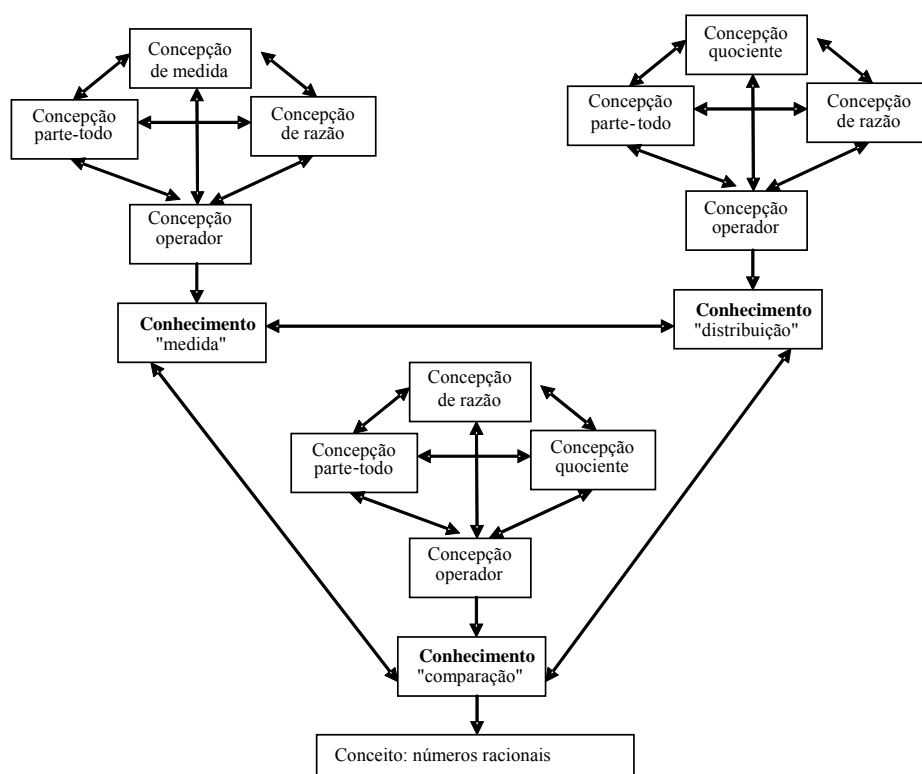 Concepção
de medida
Concepção
parte-todo
Concepção
de razão
Concepção
operador
Conhecimento
"medida"
Concepção
quociente
Concepção
parte-todo
Concepção
de razão
Concepção
operador
Conhecimento
"distribuição"
Concepção
de razão
Concepção
parte-todo
Concepção
quociente
Concepção
operador
Conhecimento
"comparação"
Conceito: números racionais